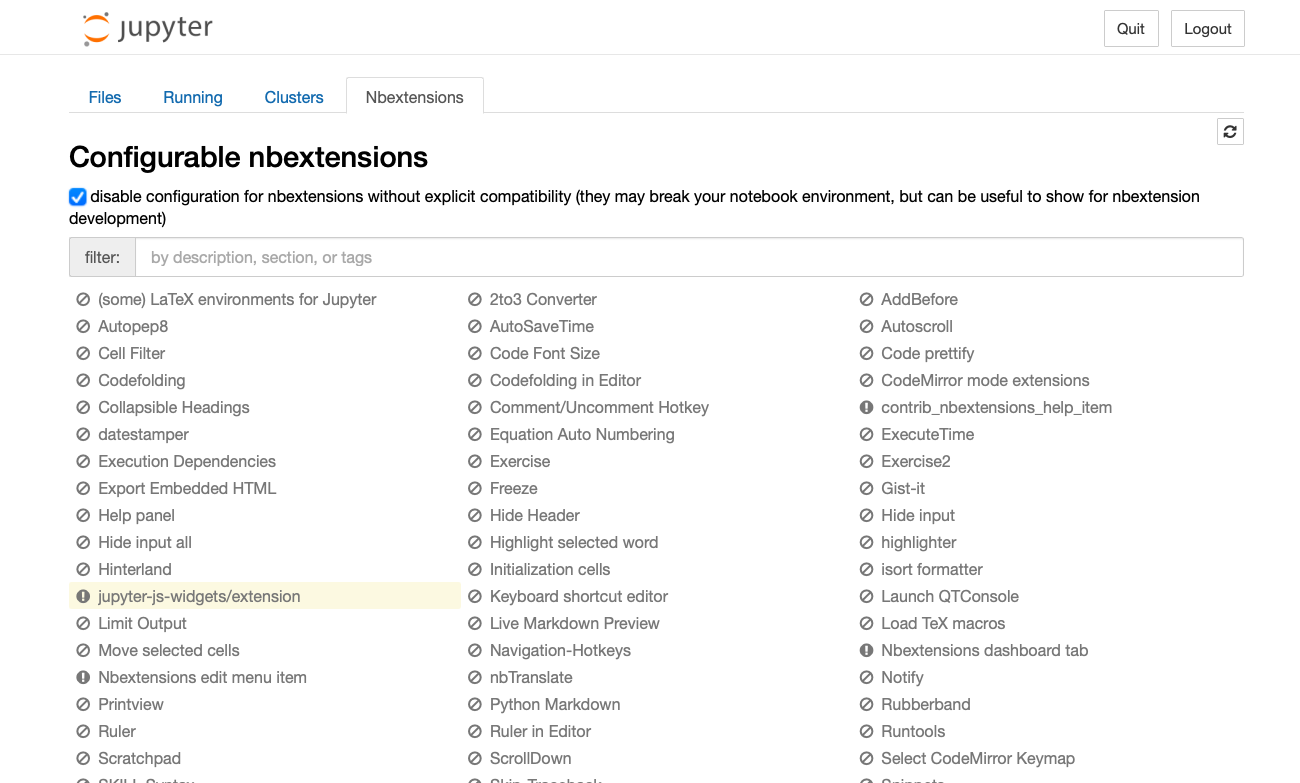 jupyter
Quit
Logout
Files
Running
Clusters
Nbextensions
Configurable nbextensions
disable configuration for nbextensions without explicit compatibility (they may break your notebook environment, but can be useful to show for nbextension
development)
filter:
by description, section, or tags
(some) LaTeX environments for Jupyter
2to3 Converter
AddBefore
Autopep8
AutoSaveTime
Autoscroll
Cell Filter
Code Font Size
Code prettify
Codefolding
Codefolding in Editor
CodeMirror mode extensions
Collapsible Headings
Comment/Uncomment Hotkey
contrib_nbextensions_help_item
datestamper
Equation Auto Numbering
ExecuteTime
Execution Dependencies
Exercise
Exercise2
Export Embedded HTML
Freeze
Gist-it
Help panel
Hide Header
Hide input
Hide input all
Highlight selected word
highlighter
Hinterland
Initialization cells
isort formatter
jupyter-js-widgets/extension
Keyboard shortcut editor
Launch QTConsole
Limit Output
Live Markdown Preview
Load TeX macros
Move selected cells
Navigation-Hotkeys
Nbextensions dashboard tab
Nbextensions edit menu item
nbTranslate
Notify
Printview
Python Markdown
Rubberband
Ruler
Ruler in Editor
Runtools
Scratchpad
ScrollDown
Select CodeMirror Keymap